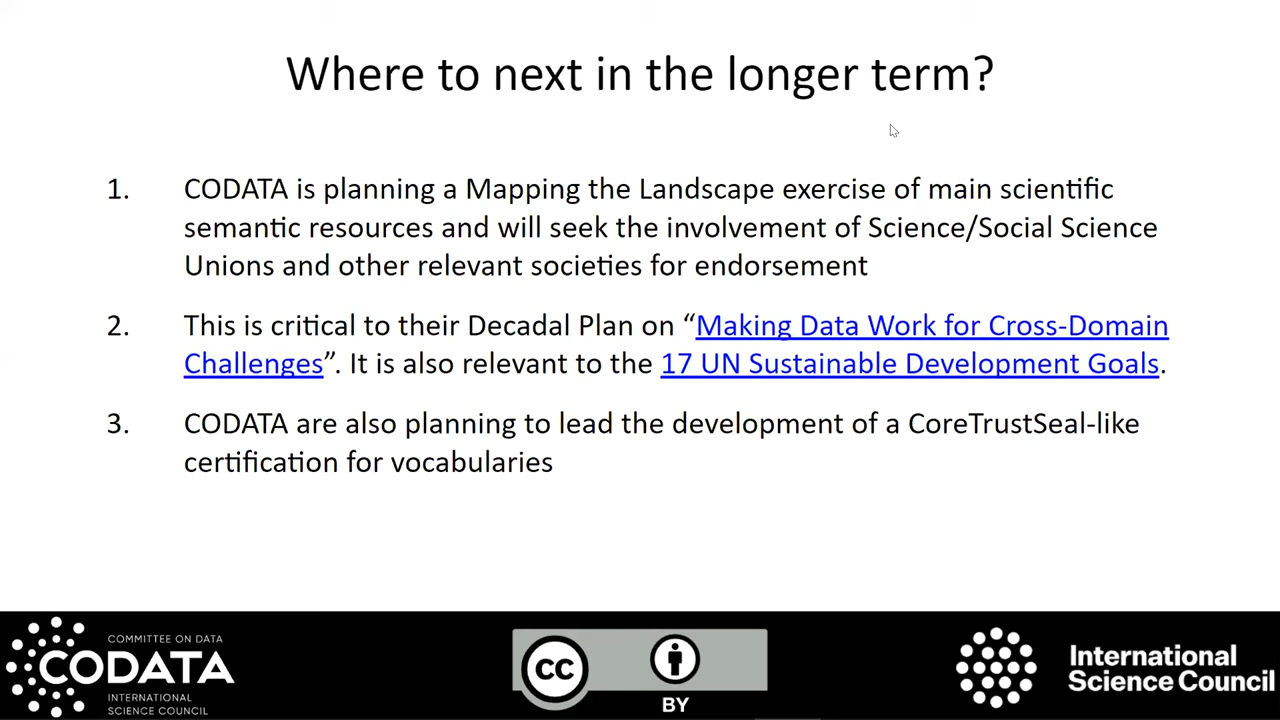 Where to next in the longer term?
1. CODATA is planning a Mapping the Landscape exercise of main scientific
semantic resources and will seek the involvement of Science/Social Science
Unions and other relevant societies for endorsement
2. This is critical to their Decadal Plan on “Making Data Work for Cross-Domain
Challenges”. It is also relevant to the 17 UN Sustainable Development Goals.
3. CODATA are also planning to lead the development of a CoreTrustSeal-like
certification for vocabularies
COMMITTEE ON DATA
CODATA
INTERNATIONAL
SCIENCE COUNCIL
CC
BY
International
Science Council